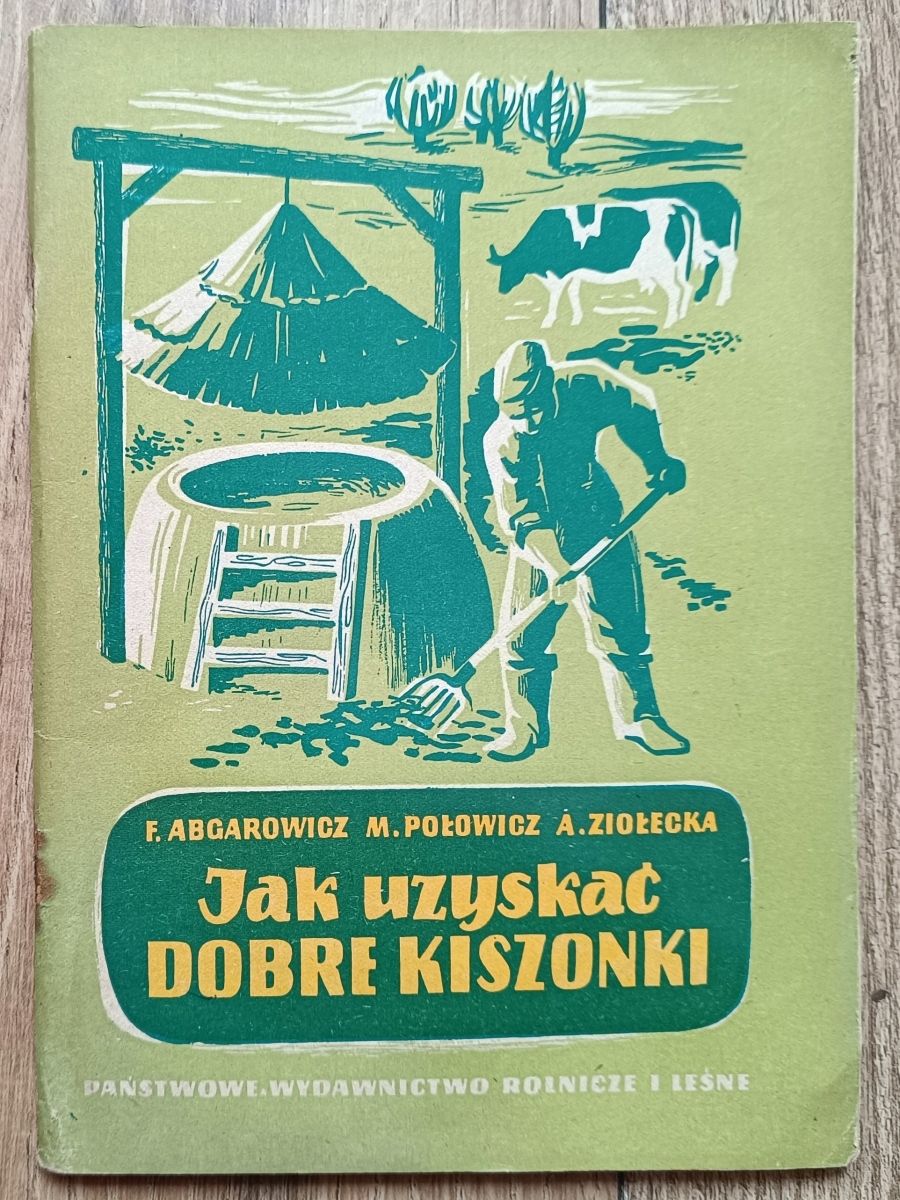 F. ABGAROWICZ M. POŁOWICZ A. ZIOŁECKA
Jak uzyskać
DOBRE KISZONKI
PAŃSTWOWE WYDAWNICTWO ROLNICZE I LEŚNE